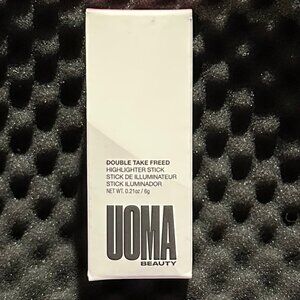 DOUBLE TAKE FREED
HIGHLIGHTER STICK
STICK DE ILLUMINATEUR
STICK ILUMINADOR
NET WT. 0.21oz / 6g
UOMA
BEAUTY